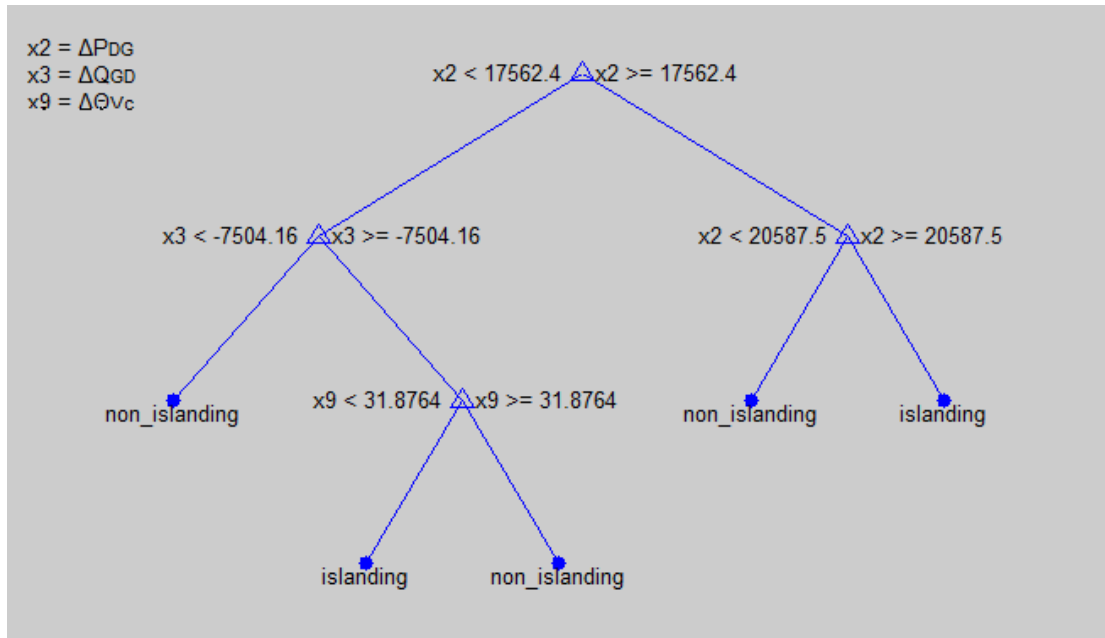 x2 = ΔPDG
x3 = ΔQGD
x9 = ΔΘVc
x2 < 17562.4 x2 >= 17562.4
x3 < -7504.16 x3 >= -7504.16
x2 < 20587.5 x2 >= 20587.5
non_islanding
x9 < 31.8764 x9 >= 31.8764
non_islanding
islanding
islanding
non_islanding